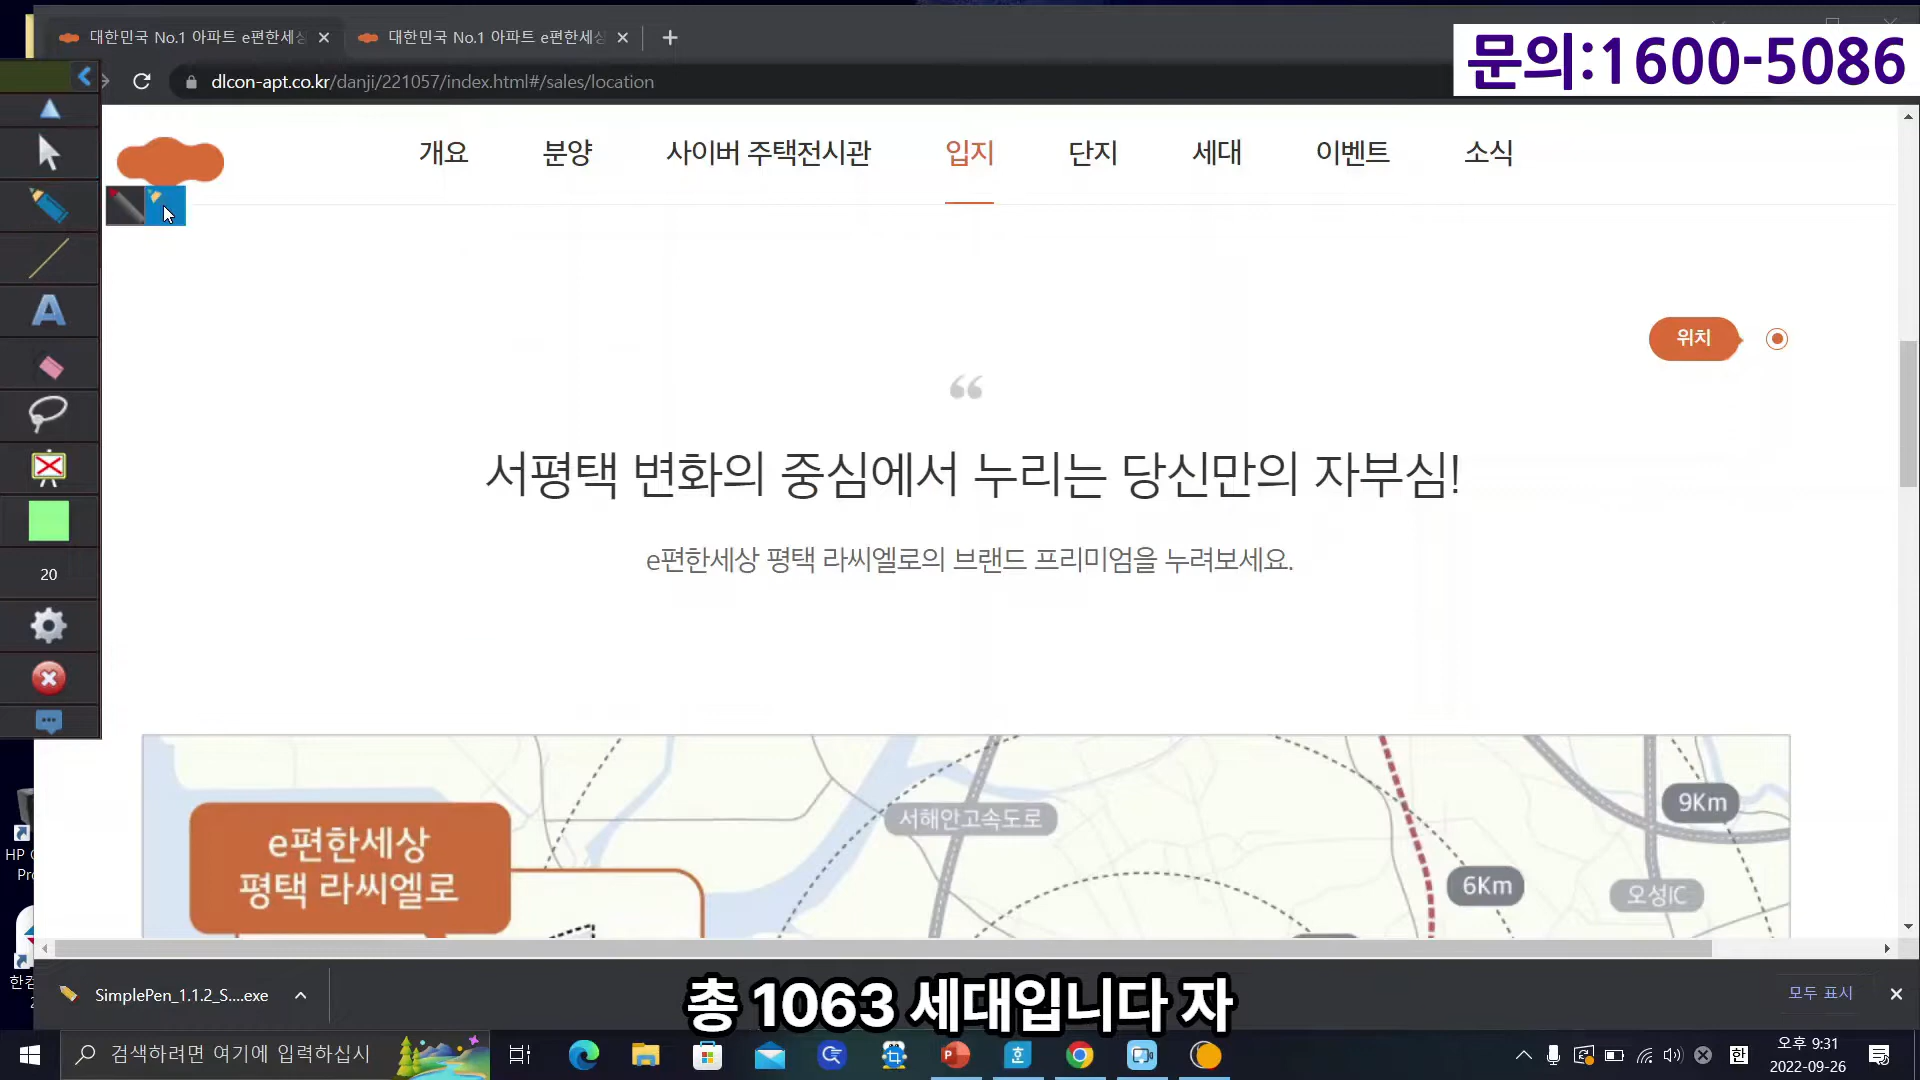 대한민국 No.1 아파트 e편한세상
대한민국 No.1 아파트 e편한세상
문의:1600-5086
dlcon-apt.co.kr/danji/221057/index.html#/sales/location
개요
분양
사이버 주택전시관
입지
단지
세대
이벤트
소식
위치
“
서평택 변화의 중심에서 누리는 당신만의 자부심!
e편한세상 평택 라씨엘로의 브랜드 프리미엄을 누려보세요.
A
20
e편한세상
평택 라씨엘로
서해안고속도로
9Km
6Km
오성IC
HP
Pr
한컴
SimplePen_1.1.2_S....exe
모두 표시
총 1063 세대입니다 자
검색하려면 여기에 입력하십시
한
오후 9:31
2022-09-26